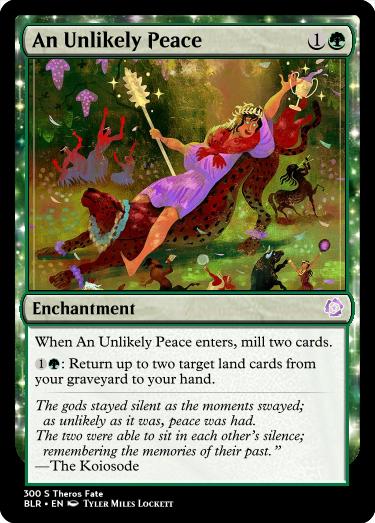 An Unlikely Peace 1
Enchantment
When An Unlikely Peace enters, mill two cards.
1: Return up to two target land cards from
your graveyard to your hand.
The gods stayed silent as the moments swayed;
as unlikely as it was, peace was had.
The two were able to sit in each other's silence;
remembering the memories of their past.”
—The Koiosode
300 S Theros Fate
BLR • EN Tyler Miles Lockett